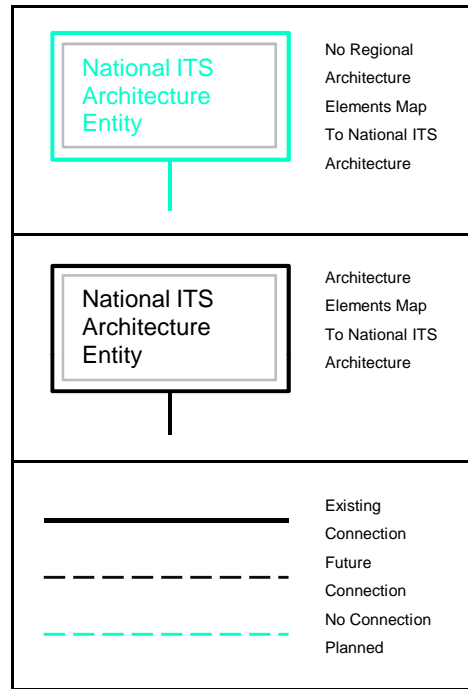 National ITS
Architecture
Entity
No Regional
Architecture
Elements Map
To National ITS
Architecture
National ITS
Architecture
Entity
Architecture
Elements Map
To National ITS
Architecture
Existing
Connection
Future
Connection
No Connection
Planned